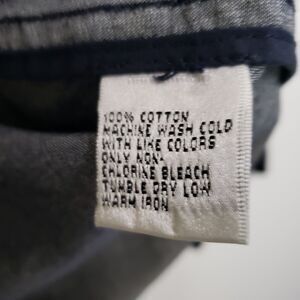 100% COTTON
MACHINE WASH COLD
WITH LIKE COLORS
ONLY NON-
CHLORINE BLEACH
TUMBLE DRY LOW
WARM IRON